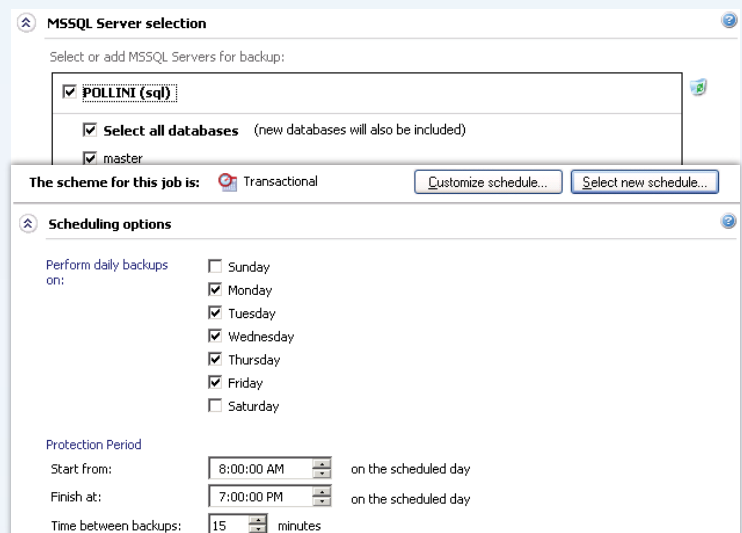 MSSQL Server selection
Select or add MSSQL Servers for backup:
POLLINI (sql)
Select all databases (new databases will also be included)
master
The scheme for this job is: Transactional Customize schedule... Select new schedule...
Scheduling options
Perform daily backups on:
Sunday
Monday
Tuesday
Wednesday
Thursday
Friday
Saturday
Protection Period
Start from: 8:00:00 AM on the scheduled day
Finish at: 7:00:00 PM on the scheduled day
Time between backups: 15 minutes